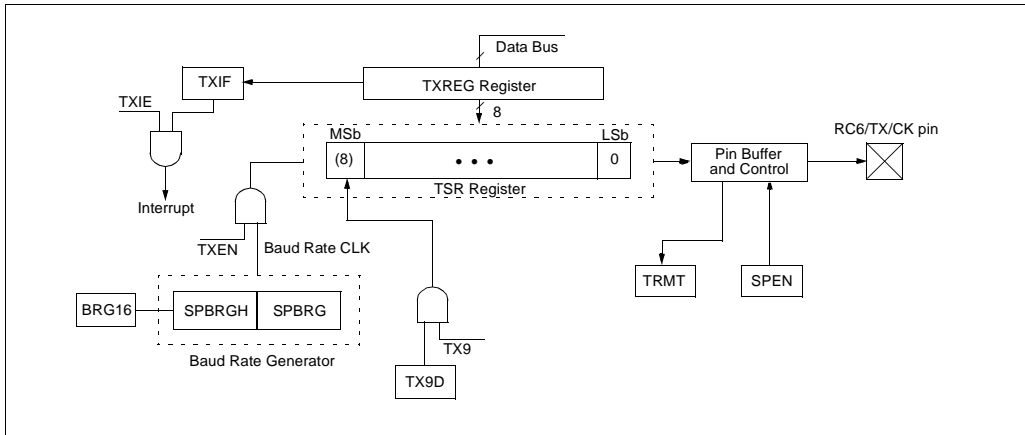 Data Bus
TXIF
TXREG Register
TXIE
8
MSb
LSb
RC6/TX/CK pin
(8)
• • •
0
Pin Buffer
and Control
TSR Register
Interrupt
TXEN
Baud Rate CLK
TRMT
SPEN
BRG16
SPBRGH
SPBRG
TX9
Baud Rate Generator
TX9D